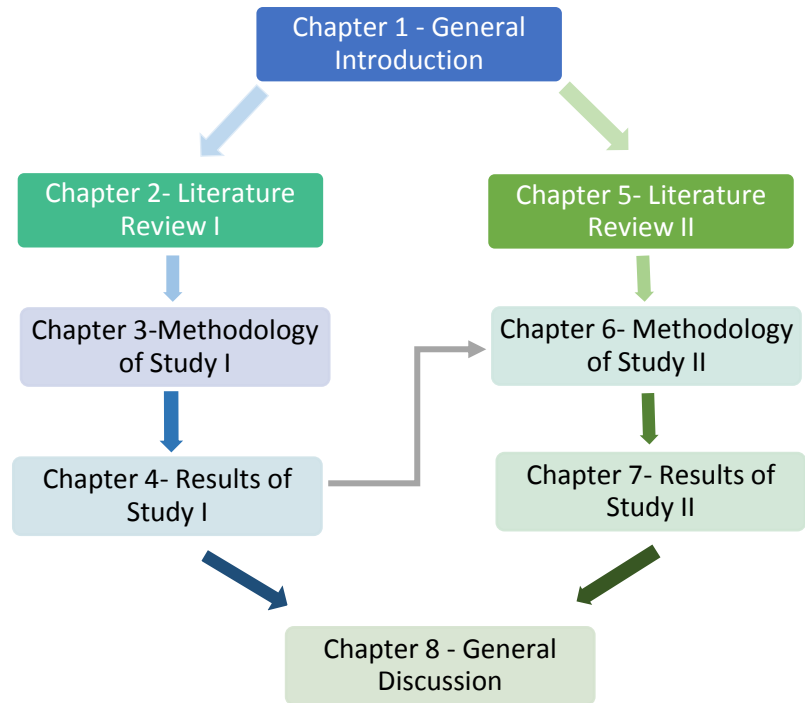 Chapter 1 - General
Introduction
Chapter 2- Literature
Review I
Chapter 5- Literature
Review II
Chapter 3-Methodology
of Study I
Chapter 6- Methodology
of Study II
Chapter 4- Results of
Study I
Chapter 7- Results of
Study II
Chapter 8 - General
Discussion